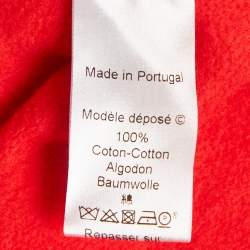 Made in Portugal
Modèle déposé ©
100%
Coton-Cotton
Algodon
Baumwolle
Repasser sur